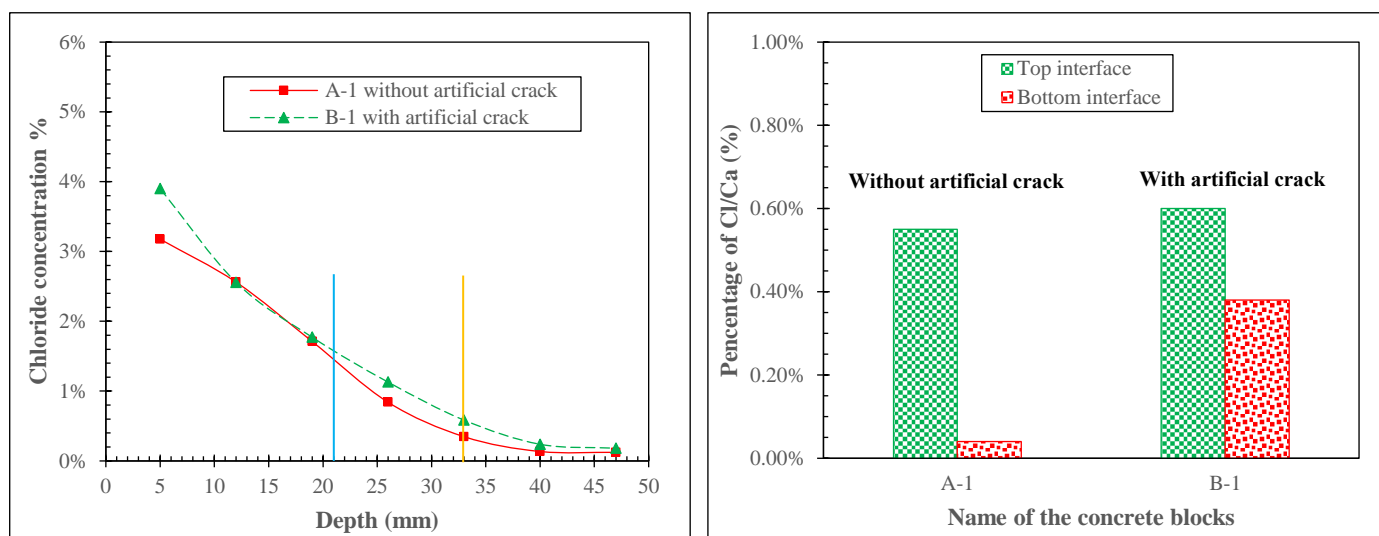 6%
5%
4%
3%
2%
1%
0%
Chloride concentration %
A-1 without artificial crack
B-1 with artificial crack
0 5 10 15 20 25 30 35 40 45 50
Depth (mm)
1.00%
0.80%
0.60%
0.40%
0.20%
0.00%
Pencentage of Cl/Ca (%)
Top interface
Bottom interface
Without artificial crack
With artificial crack
A-1 B-1
Name of the concrete blocks